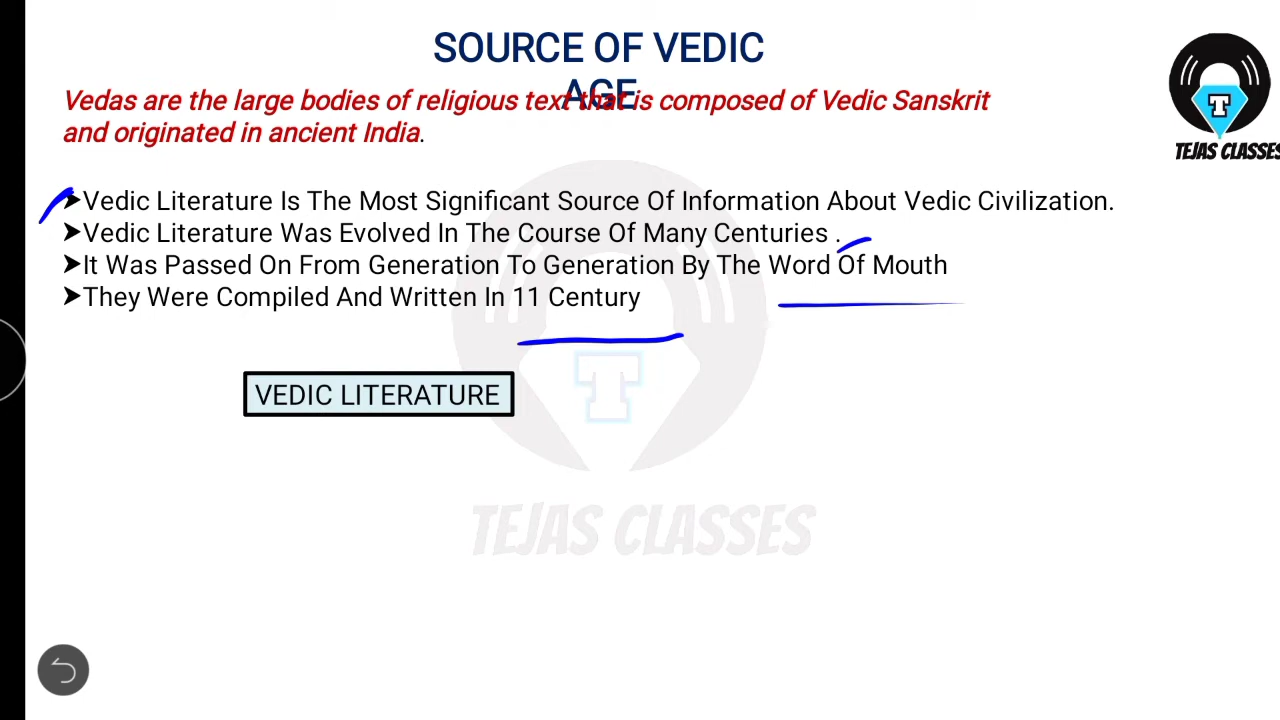 SOURCE OF VEDIC
AGE
Vedas are the large bodies of religious text that is composed of Vedic Sanskrit
and originated in ancient India.
T
TEJAS CLASSES
➤Vedic Literature Is The Most Significant Source Of Information About Vedic Civilization.
➤Vedic Literature Was Evolved In The Course Of Many Centuries .
➤It Was Passed On From Generation To Generation By The Word Of Mouth
➤They Were Compiled And Written In 11 Century
T
VEDIC LITERATURE
TEJAS CLASSES